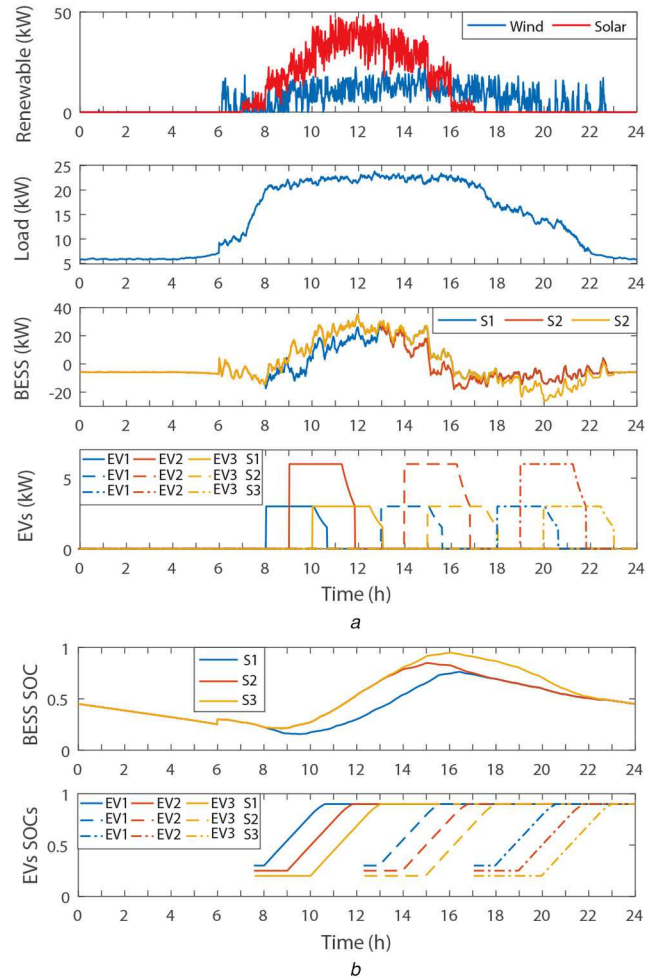 Renewable (kW)
50
0
Wind Solar
0 2 4 6 8 10 12 14 16 18 20 22 24
Load (kW)
25
20
15
10
5
0 2 4 6 8 10 12 14 16 18 20 22 24
BESS (kW)
40
20
0
-20
S1 S2 S2
0 2 4 6 8 10 12 14 16 18 20 22 24
EVs (kW)
5
0
EV1 EV2 EV3 S1
EV1 EV2 EV3 S2
EV1 EV2 EV3 S3
0 2 4 6 8 10 12 14 16 18 20 22 24
Time (h)
a
BESS SOC
1
0.5
0
S1
S2
S3
0 2 4 6 8 10 12 14 16 18 20 22 24
EVs SOCs
1
0.5
0
EV1 EV2 EV3 S1
EV1 EV2 EV3 S2
EV1 EV2 EV3 S3
0 2 4 6 8 10 12 14 16 18 20 22 24
Time (h)
b